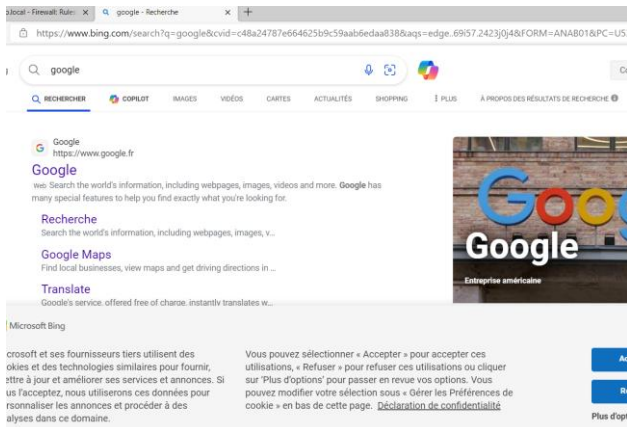 o.local - Firewall: Rules
google - Recherche
https://www.bing.com/search?q=google&cvid=c48a24787e664625b9c59aab6edaa838&aqs=edge..69i57.2423j0j4&FORM=ANAB01&PC=U5
google
RECHERCHER COPILOT IMAGES VIDÉOS CARTES ACTUALITÉS SHOPPING PLUS À PROPOS DES RÉSULTATS DE RECHERCHE
Google
https://www.google.fr
Google
Web Search the world's information, including webpages, images, videos and more. Google has
many special features to help you find exactly what you're looking for.
Recherche
Search the world's information, including webpages, images, v...
Google Maps
Find local businesses, view maps and get driving directions in ...
Translate
Google's service, offered free of charge, instantly translates w...
Goog
Google
Entreprise américaine
Microsoft Bing
crosoft et ses fournisseurs tiers utilisent des
okies et des technologies similaires pour fournir,
ettre à jour et améliorer ses services et annonces. Si
us l'acceptez, nous utiliserons ces données pour
rsonnaliser les annonces et procéder à des
alyses dans ce domaine.
Vous pouvez sélectionner « Accepter » pour accepter ces
utilisations, « Refuser » pour refuser ces utilisations ou cliquer
sur 'Plus d'options' pour passer en revue vos options. Vous
pouvez modifier votre sélection sous « Gérer les Préférences de
cookie » en bas de cette page. Déclaration de confidentialité
Ac
Re
Plus d'opt